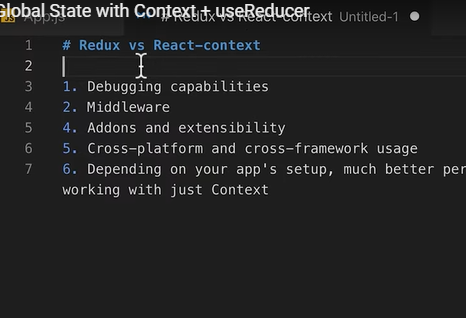 Global State with Context + useReducer
App.js # Redux vs React-context Untitled-1
1 # Redux vs React-context
2
3 1. Debugging capabilities
4 2. Middleware
5 4. Addons and extensibility
6 5. Cross-platform and cross-framework usage
7 6. Depending on your app's setup, much better per
working with just Context